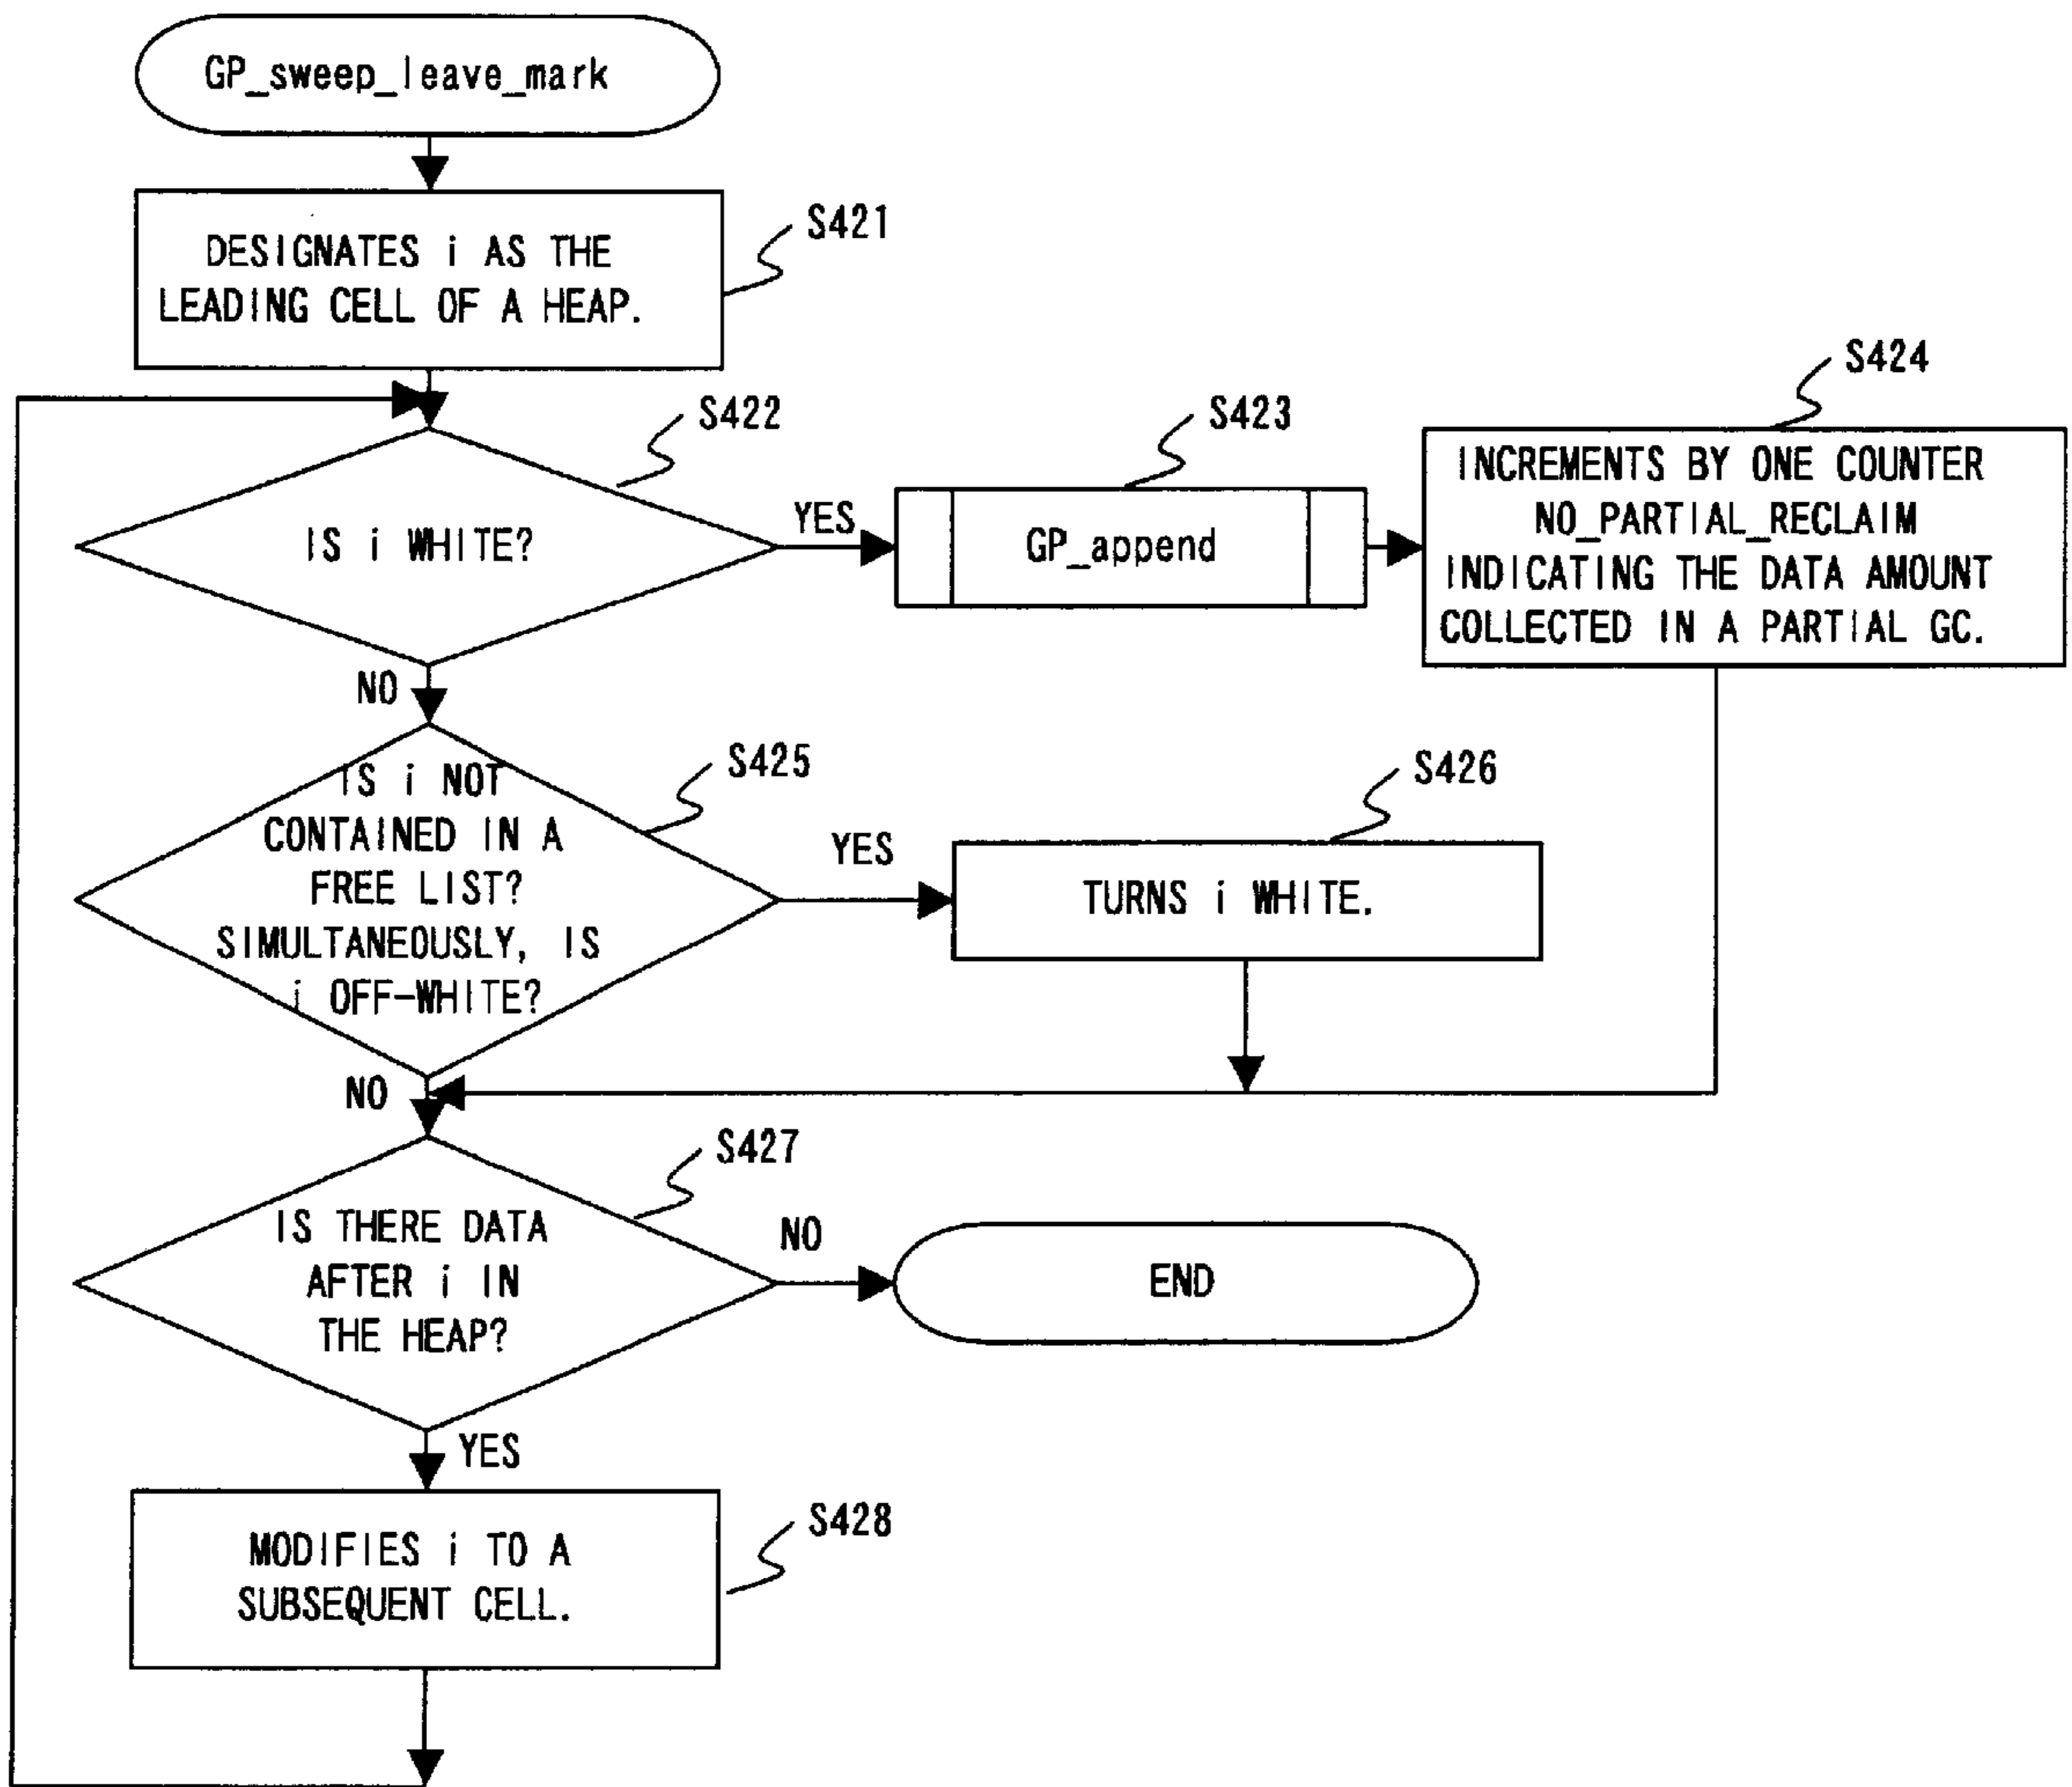 GP_sweep_leave_mark
DESIGNATES i AS THE
LEADING CELL OF A HEAP.
S421
S422
IS i WHITE?
YES
S423
GP_append
S424
INCREMENTS BY ONE COUNTER
NO_PARTIAL_RECLAIM
INDICATING THE DATA AMOUNT
COLLECTED IN A PARTIAL GC.
NO
S425
IS i NOT
CONTAINED IN A
FREE LIST?
SIMULTANEOUSLY, IS
i OFF-WHITE?
YES
S426
TURNS i WHITE.
NO
S427
IS THERE DATA
AFTER i IN
THE HEAP?
NO
END
YES
S428
MODIFIES i TO A
SUBSEQUENT CELL.